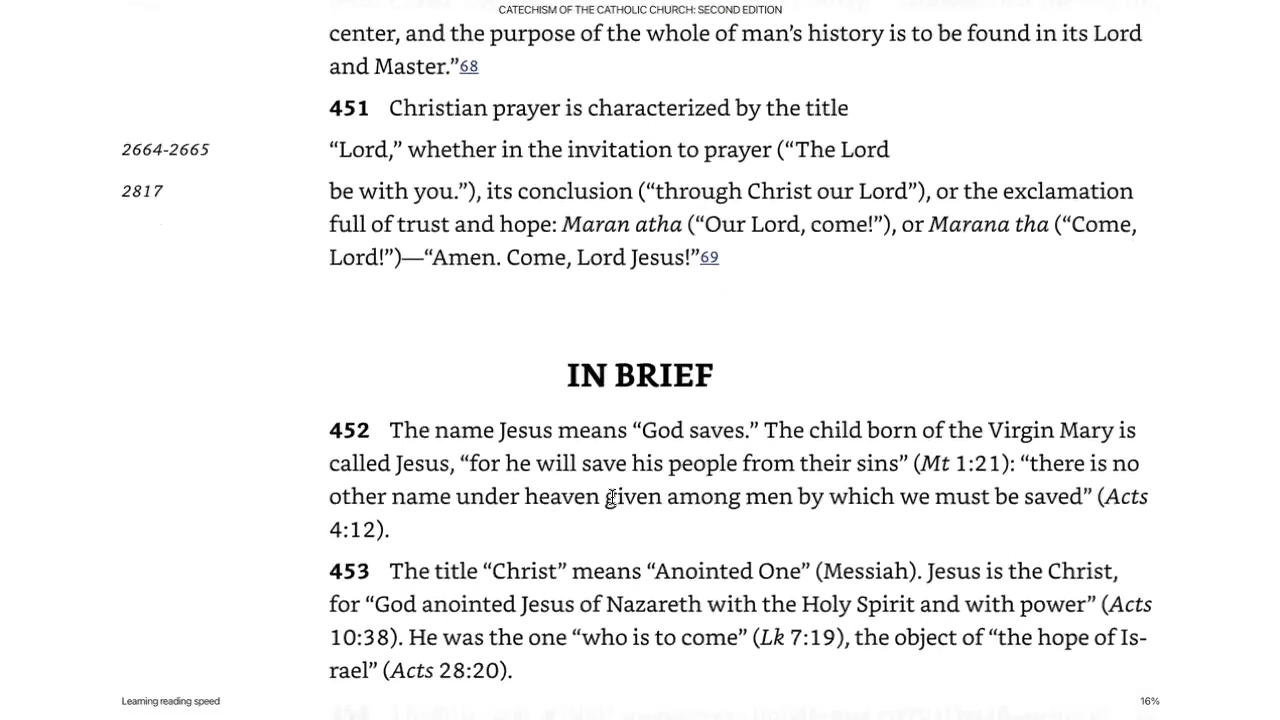 CATECHISM OF THE CATHOLIC CHURCH: SECOND EDITION
center, and the purpose of the whole of man’s history is to be found in its Lord
and Master.”68
451 Christian prayer is characterized by the title
2664-2665 “Lord,” whether in the invitation to prayer (“The Lord
2817 be with you.”), its conclusion (“through Christ our Lord”), or the exclamation
full of trust and hope: Maran atha (“Our Lord, come!”), or Marana tha (“Come,
Lord!”)—“Amen. Come, Lord Jesus!”69
IN BRIEF
452 The name Jesus means “God saves.” The child born of the Virgin Mary is
called Jesus, “for he will save his people from their sins” (Mt 1:21): “there is no
other name under heaven given among men by which we must be saved” (Acts
4:12).
453 The title “Christ” means “Anointed One” (Messiah). Jesus is the Christ,
for “God anointed Jesus of Nazareth with the Holy Spirit and with power” (Acts
10:38). He was the one “who is to come” (Lk 7:19), the object of “the hope of Is-
rael” (Acts 28:20).
Learning reading speed 16%